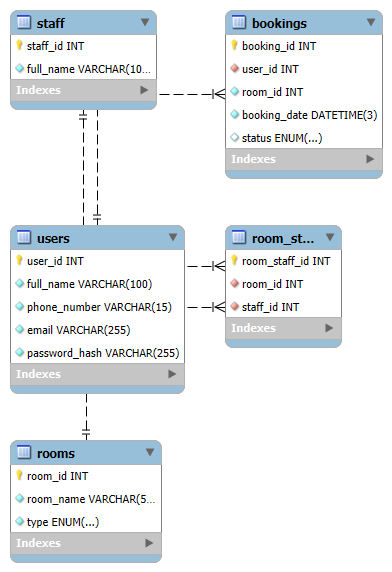 staff
staff_id INT
full_name VARCHAR(10...
Indexes
bookings
booking_id INT
user_id INT
room_id INT
booking_date DATETIME(3)
status ENUM(...)
Indexes
users
user_id INT
full_name VARCHAR(100)
phone_number VARCHAR(15)
email VARCHAR(255)
password_hash VARCHAR(255)
Indexes
room_st...
room_staff_id INT
room_id INT
staff_id INT
Indexes
rooms
room_id INT
room_name VARCHAR(5...
type ENUM(...)
Indexes